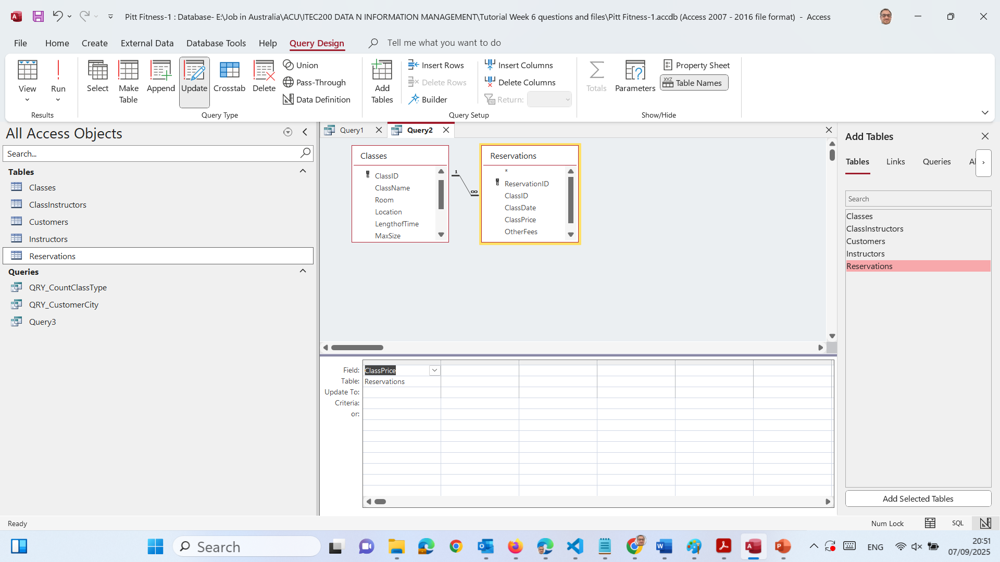 Pitt Fitness-1 : Database- E:\Job in Australia\ACU\ITEC200 DATA N INFORMATION MANAGEMENT\Tutorial Week 6 questions and files\Pitt Fitness-1.accdb (Access 2007 - 2016 file format) - Access
File Home Create External Data Database Tools Help Query Design Tell me what you want to do
View
Run
Results
Select
Make Table
Append
Update
Crosstab
Delete
Union
Pass-Through
Data Definition
Query Type
Add Tables
Insert Rows
Delete Rows
Builder
Insert Columns
Delete Columns
Return:
Query Setup
Totals
Parameters
Property Sheet
XYZ Table Names
Show/Hide
All Access Objects
Search...
Tables
Classes
ClassInstructors
Customers
Instructors
Reservations
Queries
QRY_CountClassType
QRY_CustomerCity
Query3
Query1
Query2
Classes
ClassID
ClassName
Room
Location
LengthofTime
MaxSize
1
∞
Reservations
*
ReservationID
ClassID
ClassDate
ClassPrice
OtherFees
Field: ClassPrice
Table: Reservations
Update To:
Criteria:
or:
Add Tables
Tables Links Queries Al
Search
Classes
ClassInstructors
Customers
Instructors
Reservations
Add Selected Tables
Ready
Num Lock
SQL
Search
ENG
20:51
07/09/2025